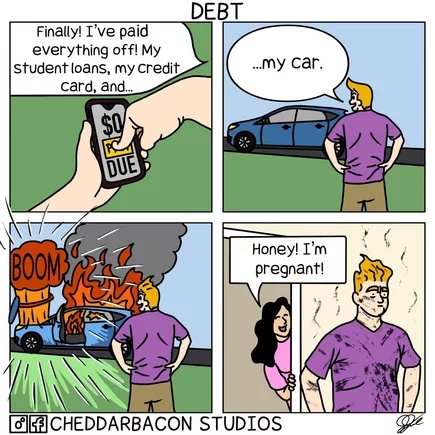 DEBT
Finally! I've paid
everything off! My
student loans, my credit
card, and...
$0
DUE
...my car.
BOOM
Honey! I'm
pregnant!
CHEDDARBACON STUDIOS